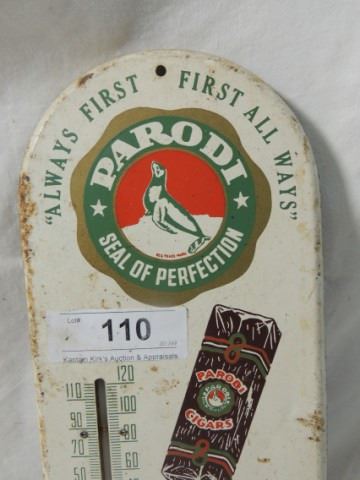 "ALWAYS FIRST FIRST ALL WAYS"
PARODI
SEAL OF PERFECTION
Lot#:
110
Kastain Kirk's Auction & Appraisals
PARODI
CIGARS
120
110
100
90
80
70
60
50